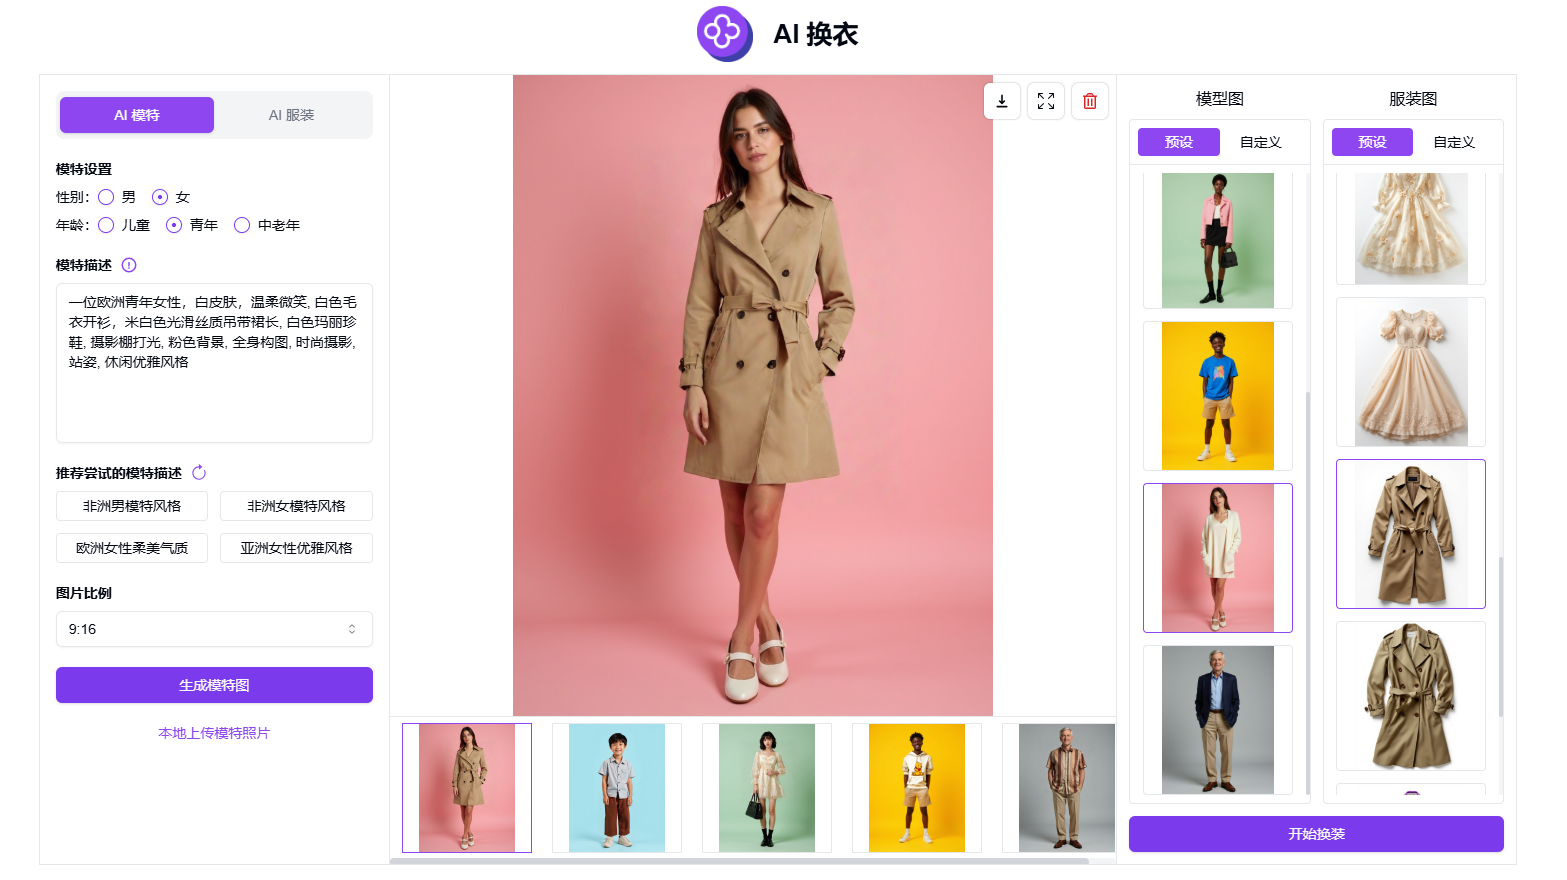 AI 换衣
AI 模特
AI 服装
模特设置
性别：
男
女
年龄：
儿童
青年
中老年
模特描述
一位欧洲青年女性，白皮肤，温柔微笑, 白色毛
衣开衫，米白色光滑丝质吊带裙长, 白色玛丽珍
鞋, 摄影棚打光, 粉色背景, 全身构图, 时尚摄影,
站姿, 休闲优雅风格
推荐尝试的模特描述
非洲男模特风格
非洲女模特风格
欧洲女性柔美气质
亚洲女性优雅风格
图片比例
9:16
生成模特图
本地上传模特照片
模型图
预设
自定义
服装图
预设
自定义
开始换装